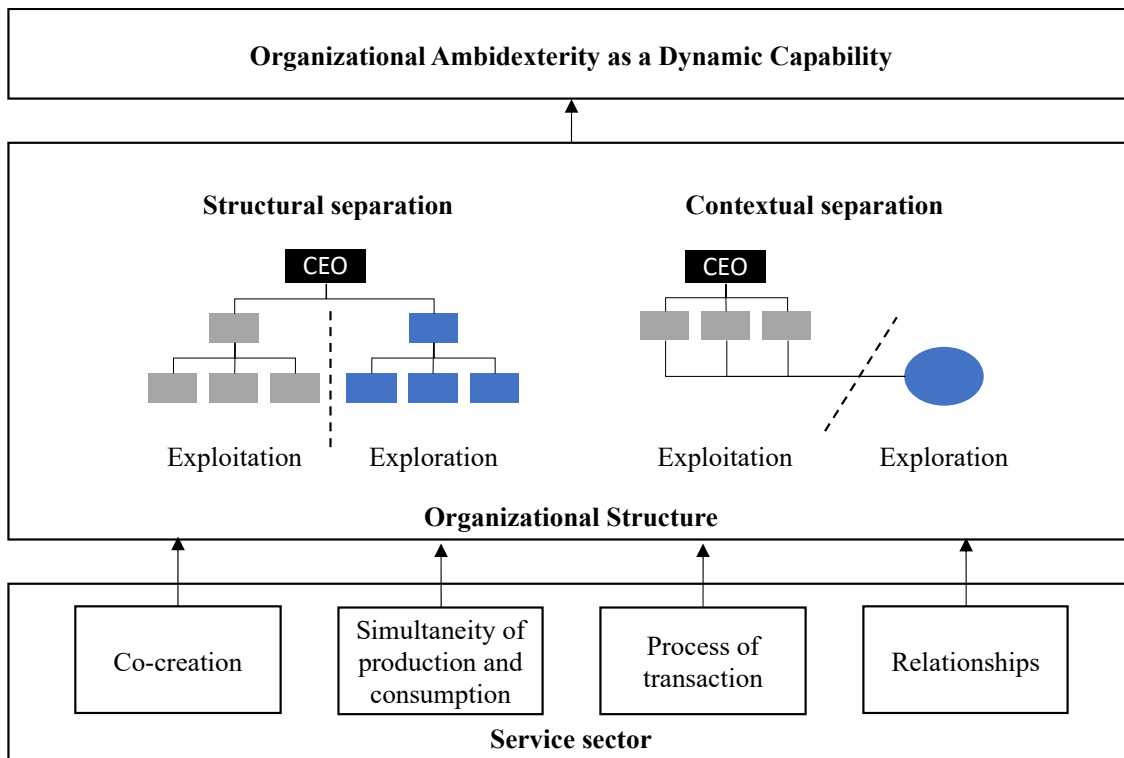 Organizational Ambidexterity as a Dynamic Capability
Structural separation
Contextual separation
CEO
CEO
Exploitation
Exploration
Exploitation
Exploration
Organizational Structure
Co-creation
Simultaneity of
production and
consumption
Process of
transaction
Relationships
Service sector